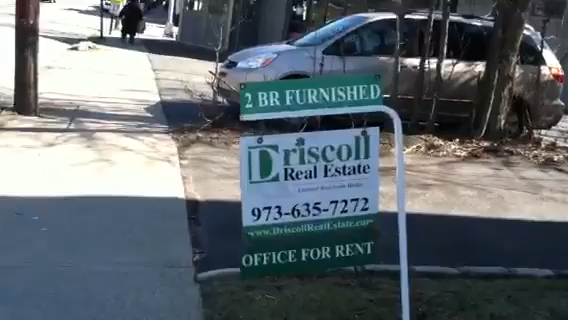 2 BR FURNISHED
Driscoll
Real Estate
973-635-7272
www.DriscollRealEstate.com
OFFICE FOR RENT